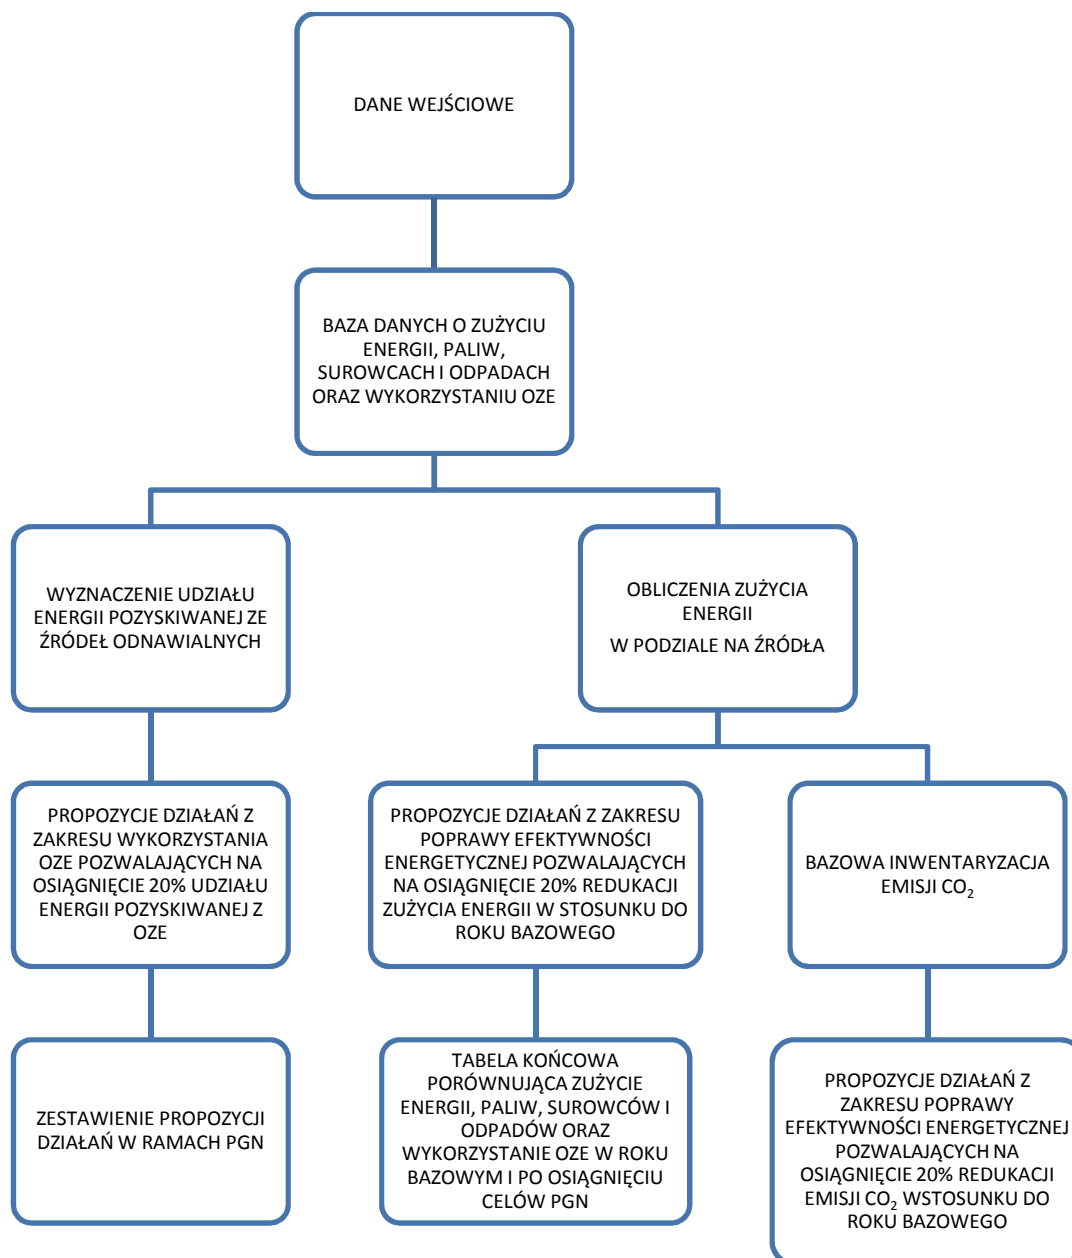 DANE WEJŚCIOWE
BAZA DANYCH O ZUŻYCIU
ENERGII, PALIW,
SUROWCACH I ODPADACH
ORAZ WYKORZYSTANIU OZE
WYZNACZENIE UDZIAŁU
ENERGII POZYSKIWANEJ ZE
ŹRÓDEŁ ODNAWIALNYCH
OBLICZENIA ZUŻYCIA
ENERGII
W PODZIALE NA ŹRÓDŁA
PROPOZYCJE DZIAŁAŃ Z
ZAKRESU WYKORZYSTANIA
OZE POZWALAJĄCYCH NA
OSIĄGNIĘCIE 20% UDZIAŁU
ENERGII POZYSKIWANEJ Z
OZE
PROPOZYCJE DZIAŁAŃ Z ZAKRESU
POPRAWY EFEKTYWNOŚCI
ENERGETYCZNEJ POZWALAJĄCYCH
NA OSIĄGNIĘCIE 20% REDUKACJI
ZUŻYCIA ENERGII W STOSUNKU DO
ROKU BAZOWEGO
BAZOWA INWENTARYZACJA
EMISJI CO₂
ZESTAWIENIE PROPOZYCJI
DZIAŁAŃ W RAMACH PGN
TABELA KOŃCOWA
PORÓWNUJĄCA ZUŻYCIE
ENERGII, PALIW, SUROWCÓW I
ODPADÓW ORAZ
WYKORZYSTANIE OZE W ROKU
BAZOWYM I PO OSIĄGNIĘCIU
CELÓW PGN
PROPOZYCJE DZIAŁAŃ Z
ZAKRESU POPRAWY
EFEKTYWNOŚCI ENERGETYCZNEJ
POZWALAJĄCYCH NA
OSIĄGNIĘCIE 20% REDUKACJI
EMISJI CO₂ WSTOSUNKU DO
ROKU BAZOWEGO